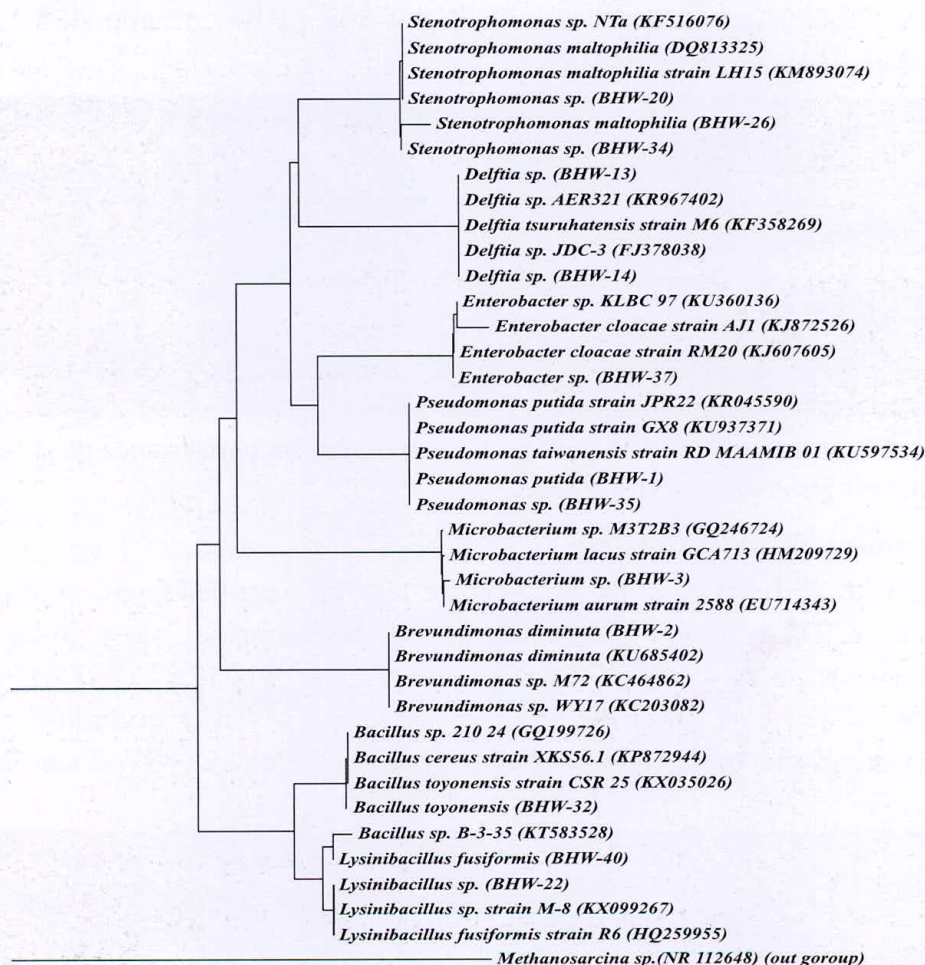 Stenotrophomonas sp. NTa (KF516076)
Stenotrophomonas maltophilia (DQ813325)
Stenotrophomonas maltophilia strain LH15 (KM893074)
Stenotrophomonas sp. (BHW-20)
Stenotrophomonas maltophilia (BHW-26)
Stenotrophomonas sp. (BHW-34)
Delftia sp. (BHW-13)
Delftia sp. AER321 (KR967402)
Delftia tsuruhatensis strain M6 (KF358269)
Delftia sp. JDC-3 (FJ378038)
Delftia sp. (BHW-14)
Enterobacter sp. KLBC 97 (KU360136)
Enterobacter cloacae strain AJ1 (KJ872526)
Enterobacter cloacae strain RM20 (KJ607605)
Enterobacter sp. (BHW-37)
Pseudomonas putida strain JPR22 (KR045590)
Pseudomonas putida strain GX8 (KU937371)
Pseudomonas taiwanensis strain RD MAAMIB 01 (KU597534)
Pseudomonas putida (BHW-1)
Pseudomonas sp. (BHW-35)
Microbacterium sp. M3T2B3 (GQ246724)
Microbacterium lacus strain GCA713 (HM209729)
Microbacterium sp. (BHW-3)
Microbacterium aurum strain 2588 (EU714343)
Brevundimonas diminuta (BHW-2)
Brevundimonas diminuta (KU685402)
Brevundimonas sp. M72 (KC464862)
Brevundimonas sp. WY17 (KC203082)
Bacillus sp. 210 24 (GQ199726)
Bacillus cereus strain XKS56.1 (KP872944)
Bacillus toyonensis strain CSR 25 (KX035026)
Bacillus toyonensis (BHW-32)
Bacillus sp. B-3-35 (KT583528)
Lysinibacillus fusiformis (BHW-40)
Lysinibacillus sp. (BHW-22)
Lysinibacillus sp. strain M-8 (KX099267)
Lysinibacillus fusiformis strain R6 (HQ259955)
Methanosarcina sp.(NR 112648) (out gorou​p)